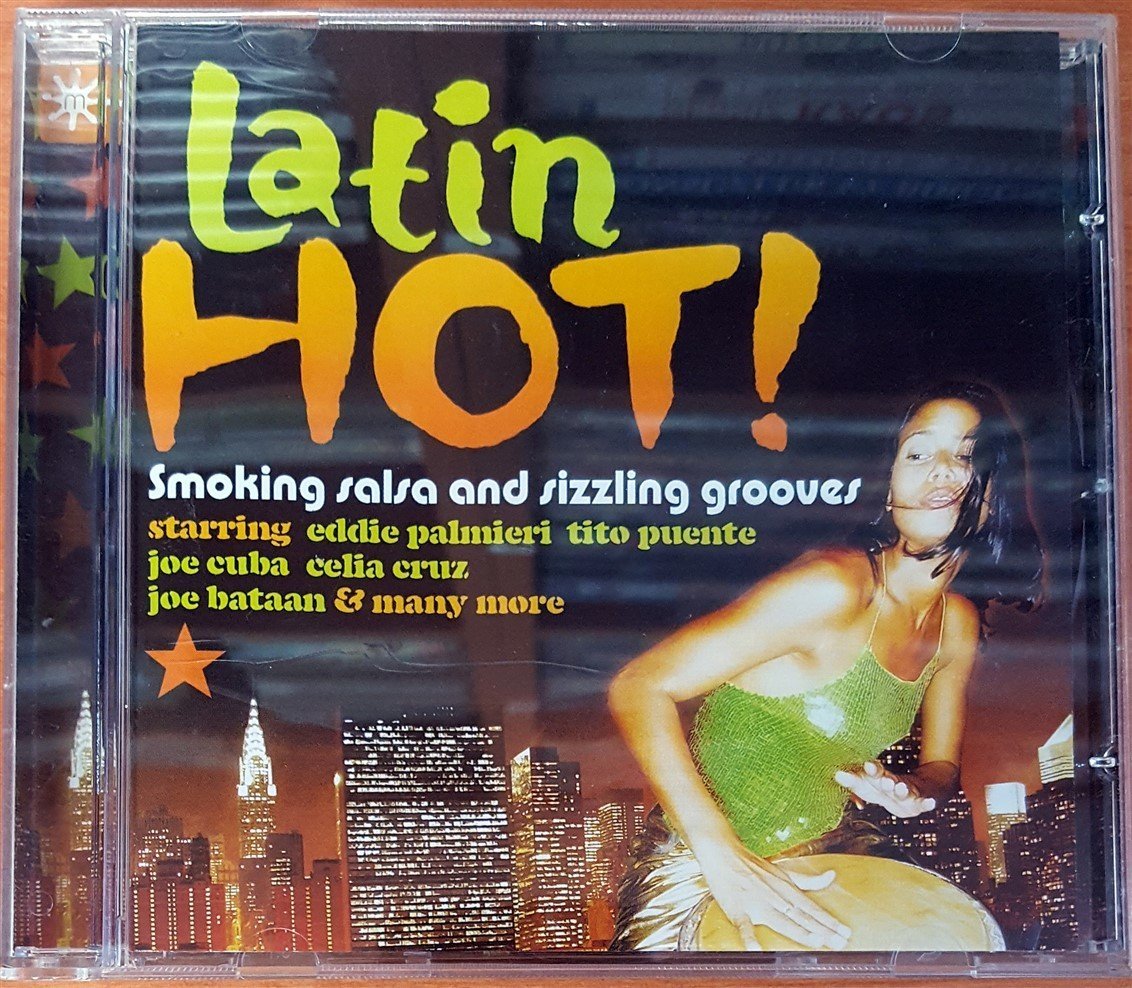 m
Latin
HOT!
Smoking salsa and sizzling grooves
starring eddie palmieri tito puente
joe cuba celia cruz
joe bataan & many more